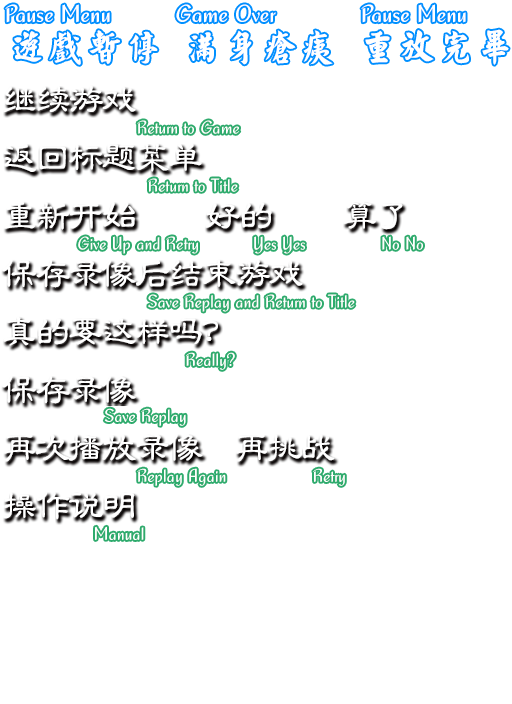 Pause Menu Game Over Pause Menu
遊戲暫停 滿身瘡痍 重放完畢
继续游戏
Return to Game
返回标题菜单
Return to Title
重新开始 好的 算了
Give Up and Retry Yes Yes No No
保存录像后结束游戏
Save Replay and Return to Title
真的要这样吗?
Really?
保存录像
Save Replay
再次播放录像 再挑战
Replay Again Retry
操作说明
Manual